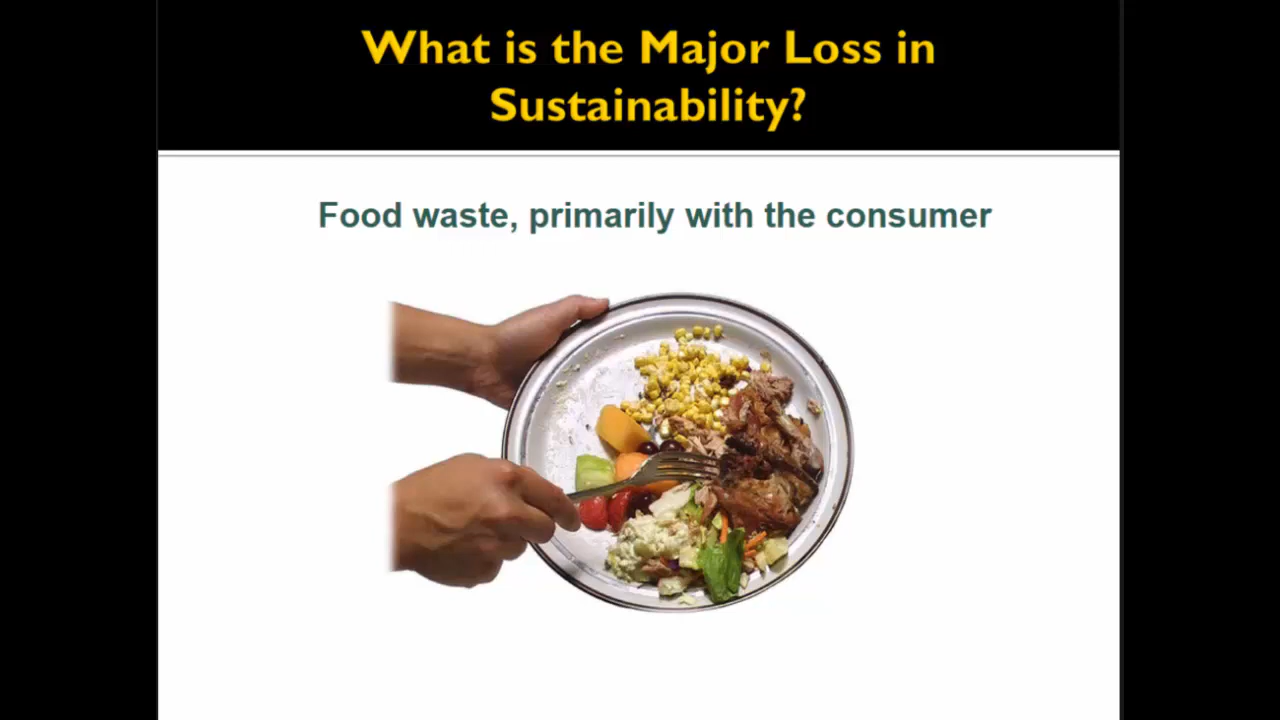 What is the Major Loss in
Sustainability?
Food waste, primarily with the consumer